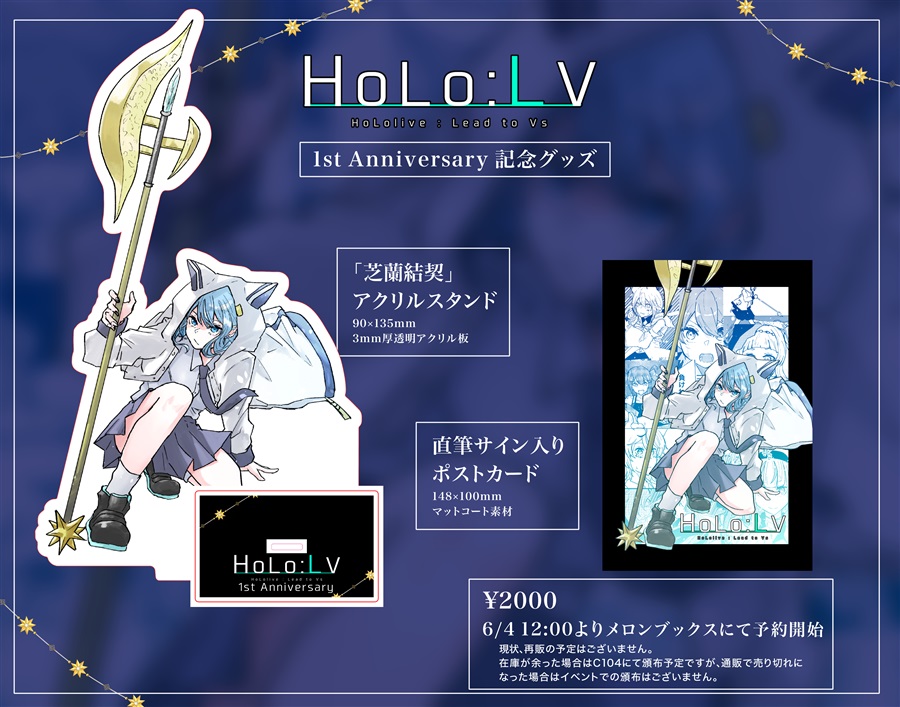 HoLo:LV
HoLolive : Lead to Vs
1st Anniversary 記念グッズ
「芝蘭結契」
アクリルスタンド
90×135mm
3mm厚透明アクリル板
直筆サイン入り
ポストカード
148×100mm
マットコート素材
HoLo:LV
HoLolive : Lead to Vs
1st Anniversary
HoLo:LV
HoLolive : Lead to Vs
¥2000
6/4 12:00よりメロンブックスにて予約開始
現状、再販の予定はございません。
在庫が余った場合はC104にて頒布予定ですが、通販で売り切れに
なった場合はイベントでの頒布はございません。